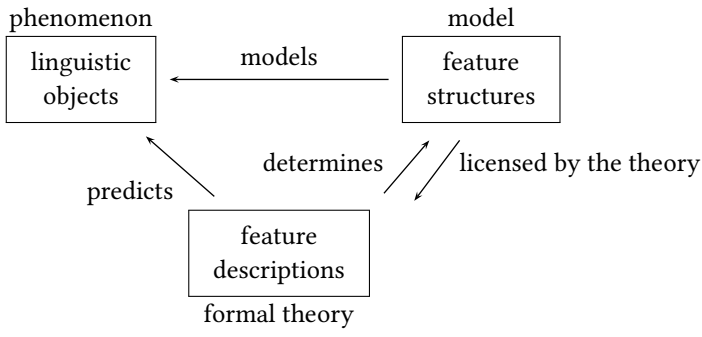 phenomenon
model
linguistic
objects
models
feature
structures
determines
licensed by the theory
predicts
feature
descriptions
formal theory